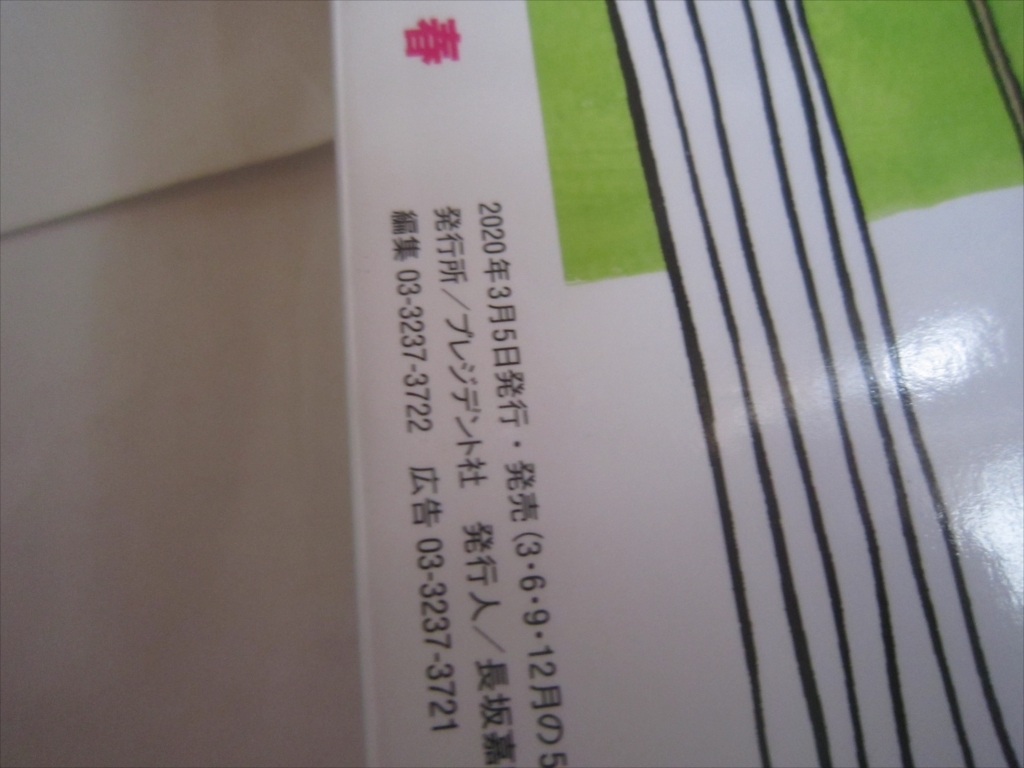 春
2020年3月5日発行・発売（3・6・9・12月の5
発行所／プレジデント社　発行人／長坂嘉
編集 03-3237-3722　広告 03-3237-3721